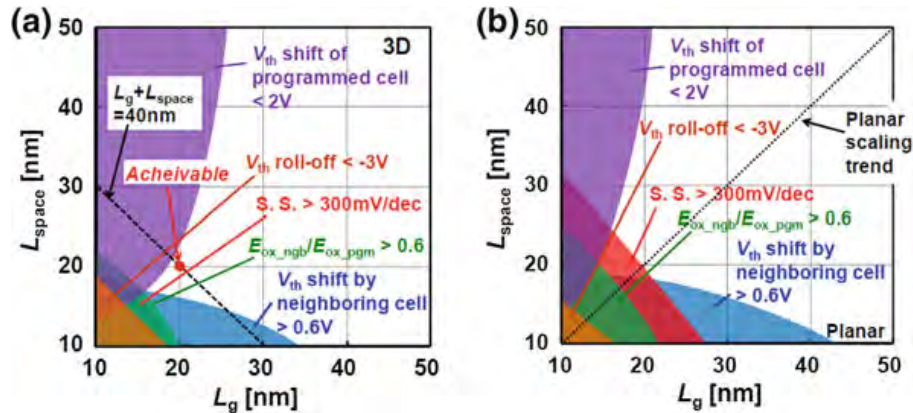 (a)
50
40
30
20
10
Lspace [nm]
3D
Vth shift of
programmed cell
< 2V
Lg+Lspace
=40nm
Vth roll-off < -3V
Acheivable
S. S. > 300mV/dec
Eox_ngb/Eox_pgm > 0.6
Vth shift by
neighboring cell
> 0.6V
10 20 30 40 50
Lg [nm]
(b)
50
40
30
20
10
Lspace [nm]
Vth shift of
programmed cell
< 2V
Vth roll-off < -3V
Planar
scaling
trend
S. S. > 300mV/dec
Eox_ngb/Eox_pgm > 0.6
Vth shift by
neighboring cell
> 0.6V
Planar
10 20 30 40 50
Lg [nm]